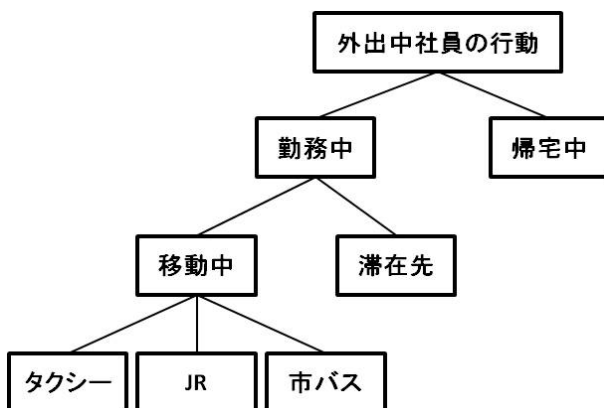 外出中社員の行動
勤務中
帰宅中
移動中
滞在先
タクシー
JR
市バス